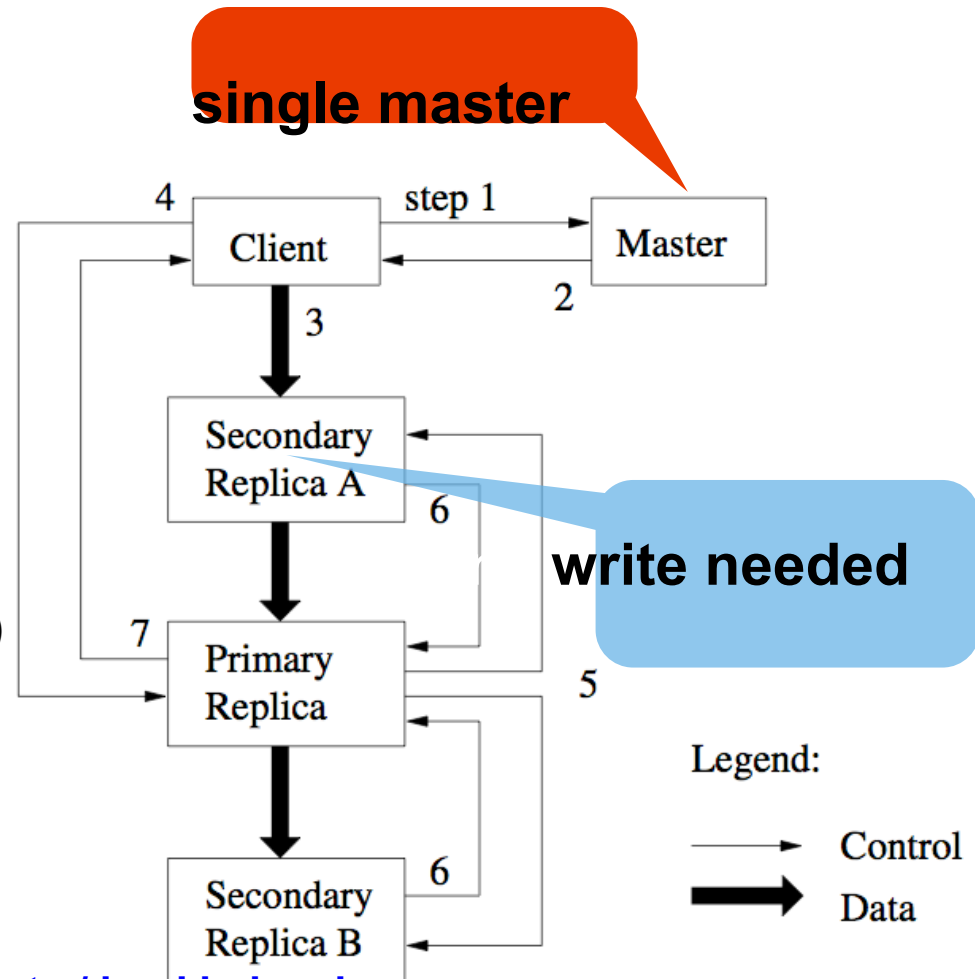 single master
4
step 1
Client
Master
2
3
Secondary
Replica A
6
write needed
)
7
Primary
Replica
5
Legend:
Control
6
Data
Secondary
Replica B